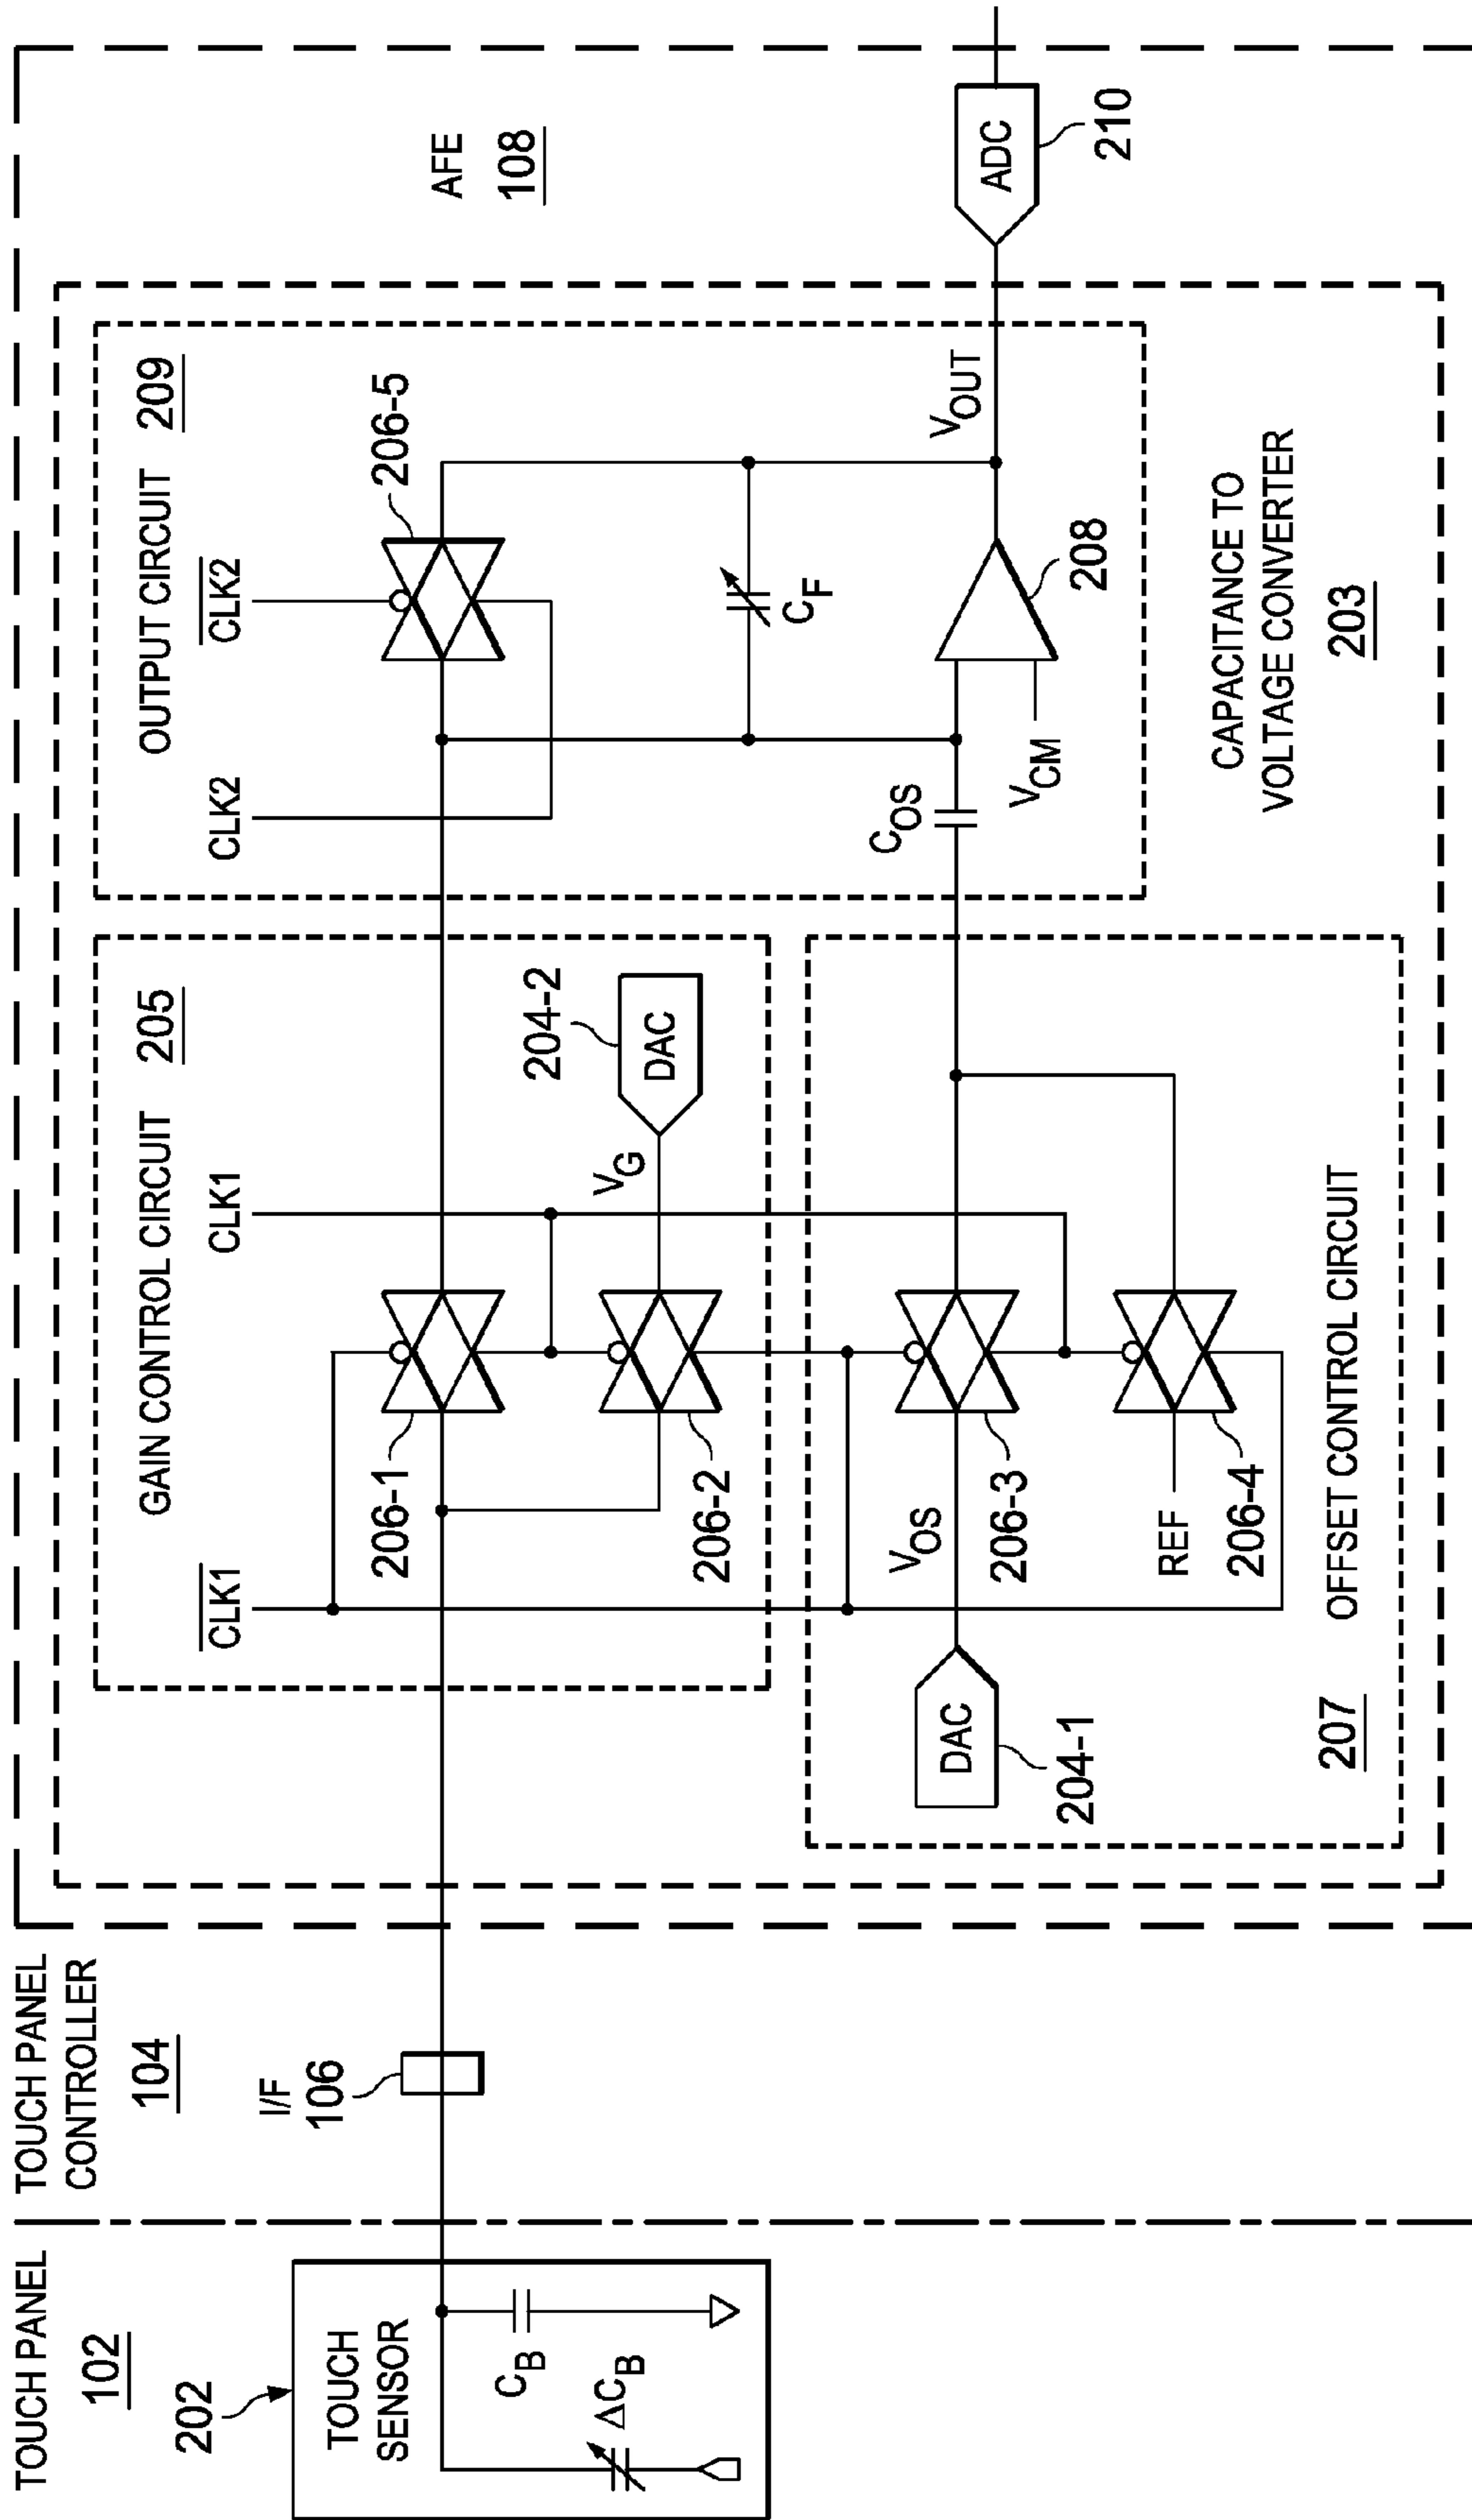 TOUCH PANEL
102
202
TOUCH
SENSOR
C_B
ΔC_B
TOUCH PANEL
CONTROLLER
104
I/F
106
GAIN CONTROL CIRCUIT
205
C̅L̅K̅1̅
CLK1
206-1
206-2
V_G
DAC
204-2
DAC
204-1
V_OS
206-3
REF
206-4
OFFSET CONTROL CIRCUIT
207
OUTPUT CIRCUIT
209
CLK2
C̅L̅K̅2̅
206-5
C_F
C_OS
V_CM
208
V_OUT
CAPACITANCE TO
VOLTAGE CONVERTER
203
AFE
108
ADC
210